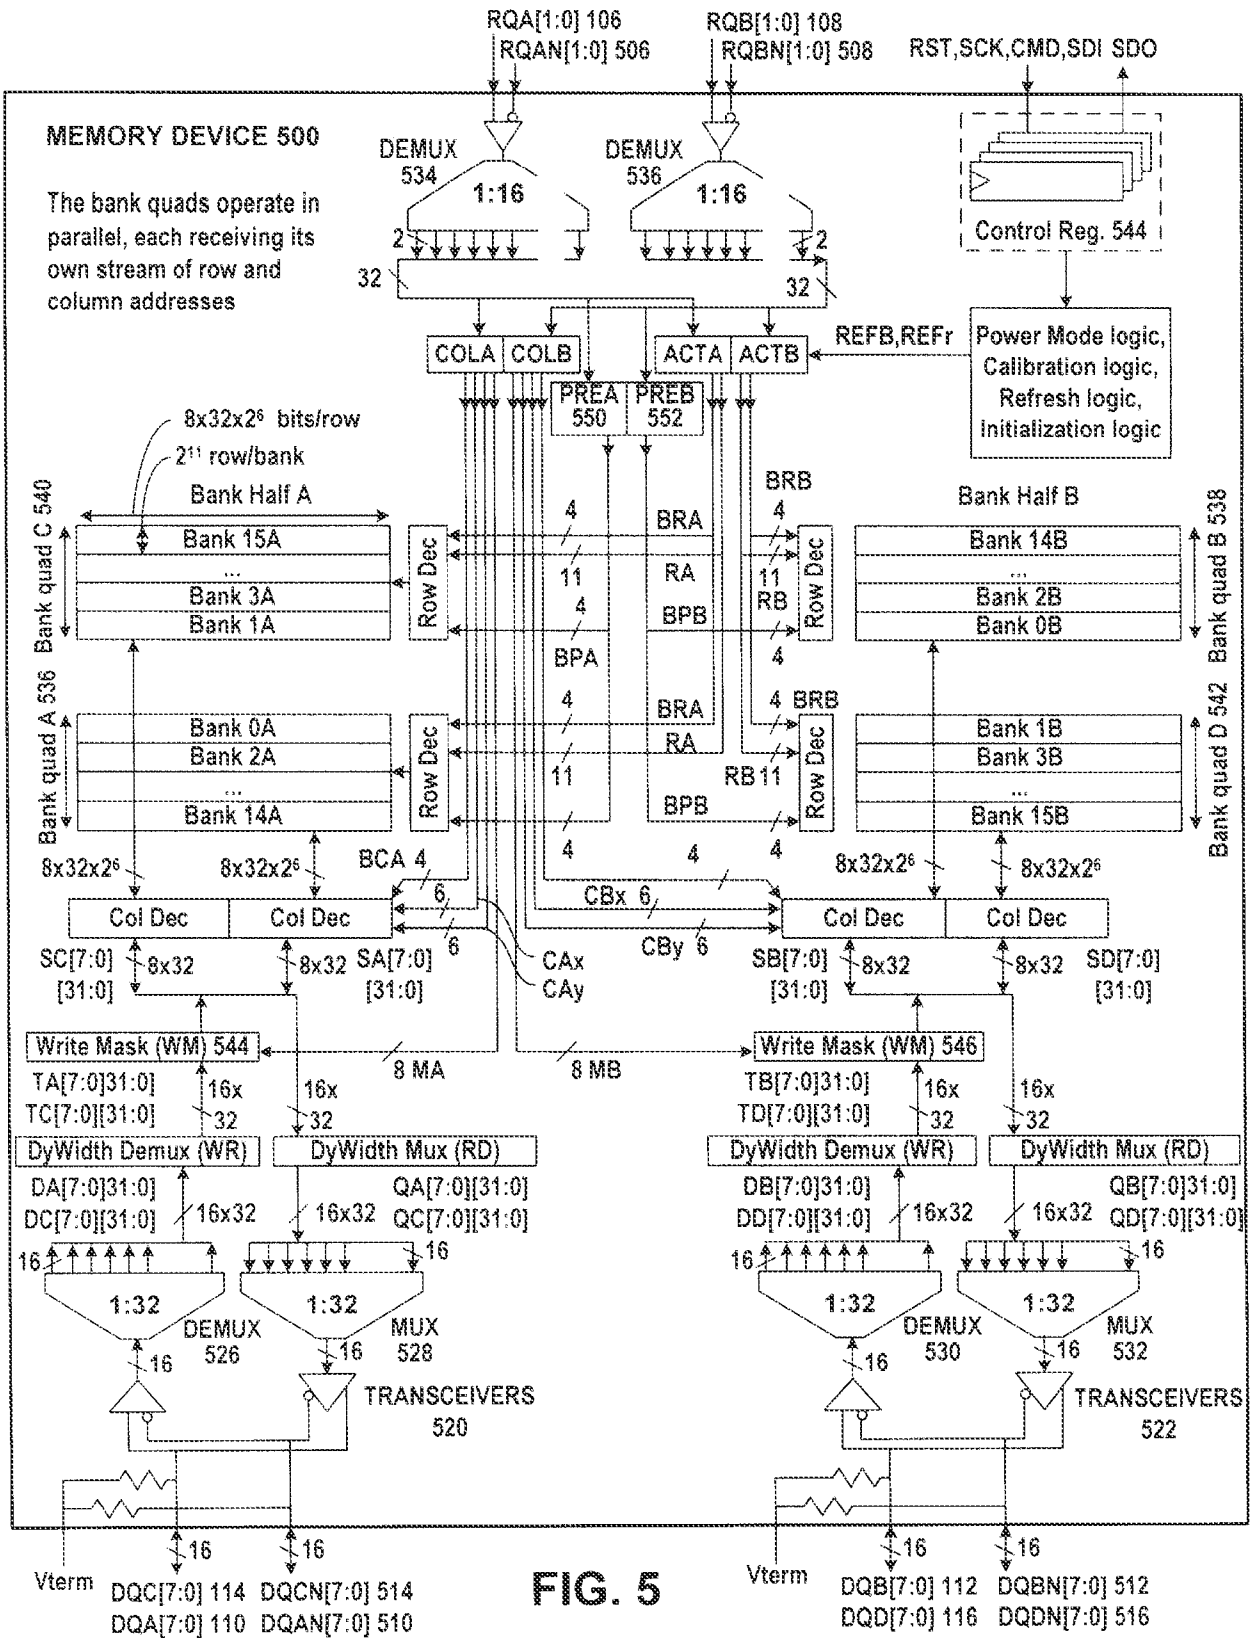 RQA[1:0] 106
RQAN[1:0] 506
RQB[1:0] 108
RQBN[1:0] 508
RST,SCK,CMD,SDI SDO
MEMORY DEVICE 500
The bank quads operate in
parallel, each receiving its
own stream of row and
column addresses
DEMUX
534
1:16
DEMUX
536
1:16
Control Reg. 544
2
2
32
32
COLA COLB
ACTA ACTB
REFB,REFr
Power Mode logic,
Calibration logic,
Refresh logic,
Initialization logic
PREA
550
PREB
552
8x32x2⁶ bits/row
2¹¹ row/bank
Bank Half A
Bank Half B
Bank quad C 540
Bank 15A
...
Bank 3A
Bank 1A
Row Dec
4
11
4
BPA
BRA
RA
BPB
BRB
4
11
RB
4
Row Dec
Bank 14B
...
Bank 2B
Bank 0B
Bank quad B 538
Bank quad A 536
Bank 0A
Bank 2A
...
Bank 14A
Row Dec
4
11
4
BRA
RA
BPB
4 BRB
RB 11
4
Row Dec
Bank 1B
Bank 3B
...
Bank 15B
Bank quad D 542
8x32x2⁶
8x32x2⁶
BCA 4
6
6
4
CBx 6
CBy 6
8x32x2⁶
8x32x2⁶
Col Dec
Col Dec
Col Dec
Col Dec
CAx
CAy
SC[7:0]
[31:0]
8x32
8x32
SA[7:0]
[31:0]
SB[7:0]
[31:0]
8x32
8x32
SD[7:0]
[31:0]
Write Mask (WM) 544
8 MA
8 MB
Write Mask (WM) 546
TA[7:0]31:0]
TC[7:0][31:0]
16x
32
16x
32
TB[7:0]31:0]
TD[7:0][31:0]
16x
32
16x
32
DyWidth Demux (WR)
DyWidth Mux (RD)
DyWidth Demux (WR)
DyWidth Mux (RD)
DA[7:0]31:0]
DC[7:0][31:0]
16x32
16x32
QA[7:0][31:0]
QC[7:0][31:0]
DB[7:0]31:0]
DD[7:0][31:0]
16x32
16x32
QB[7:0]31:0]
QD[7:0][31:0]
16
16
16
16
1:32
1:32
1:32
1:32
DEMUX
526
MUX
528
DEMUX
530
MUX
532
16
16
16
16
TRANSCEIVERS
520
TRANSCEIVERS
522
16
16
16
16
Vterm
Vterm
DQC[7:0] 114 DQCN[7:0] 514
DQA[7:0] 110 DQAN[7:0] 510
FIG. 5
DQB[7:0] 112 DQBN[7:0] 512
DQD[7:0] 116 DQDN[7:0] 516